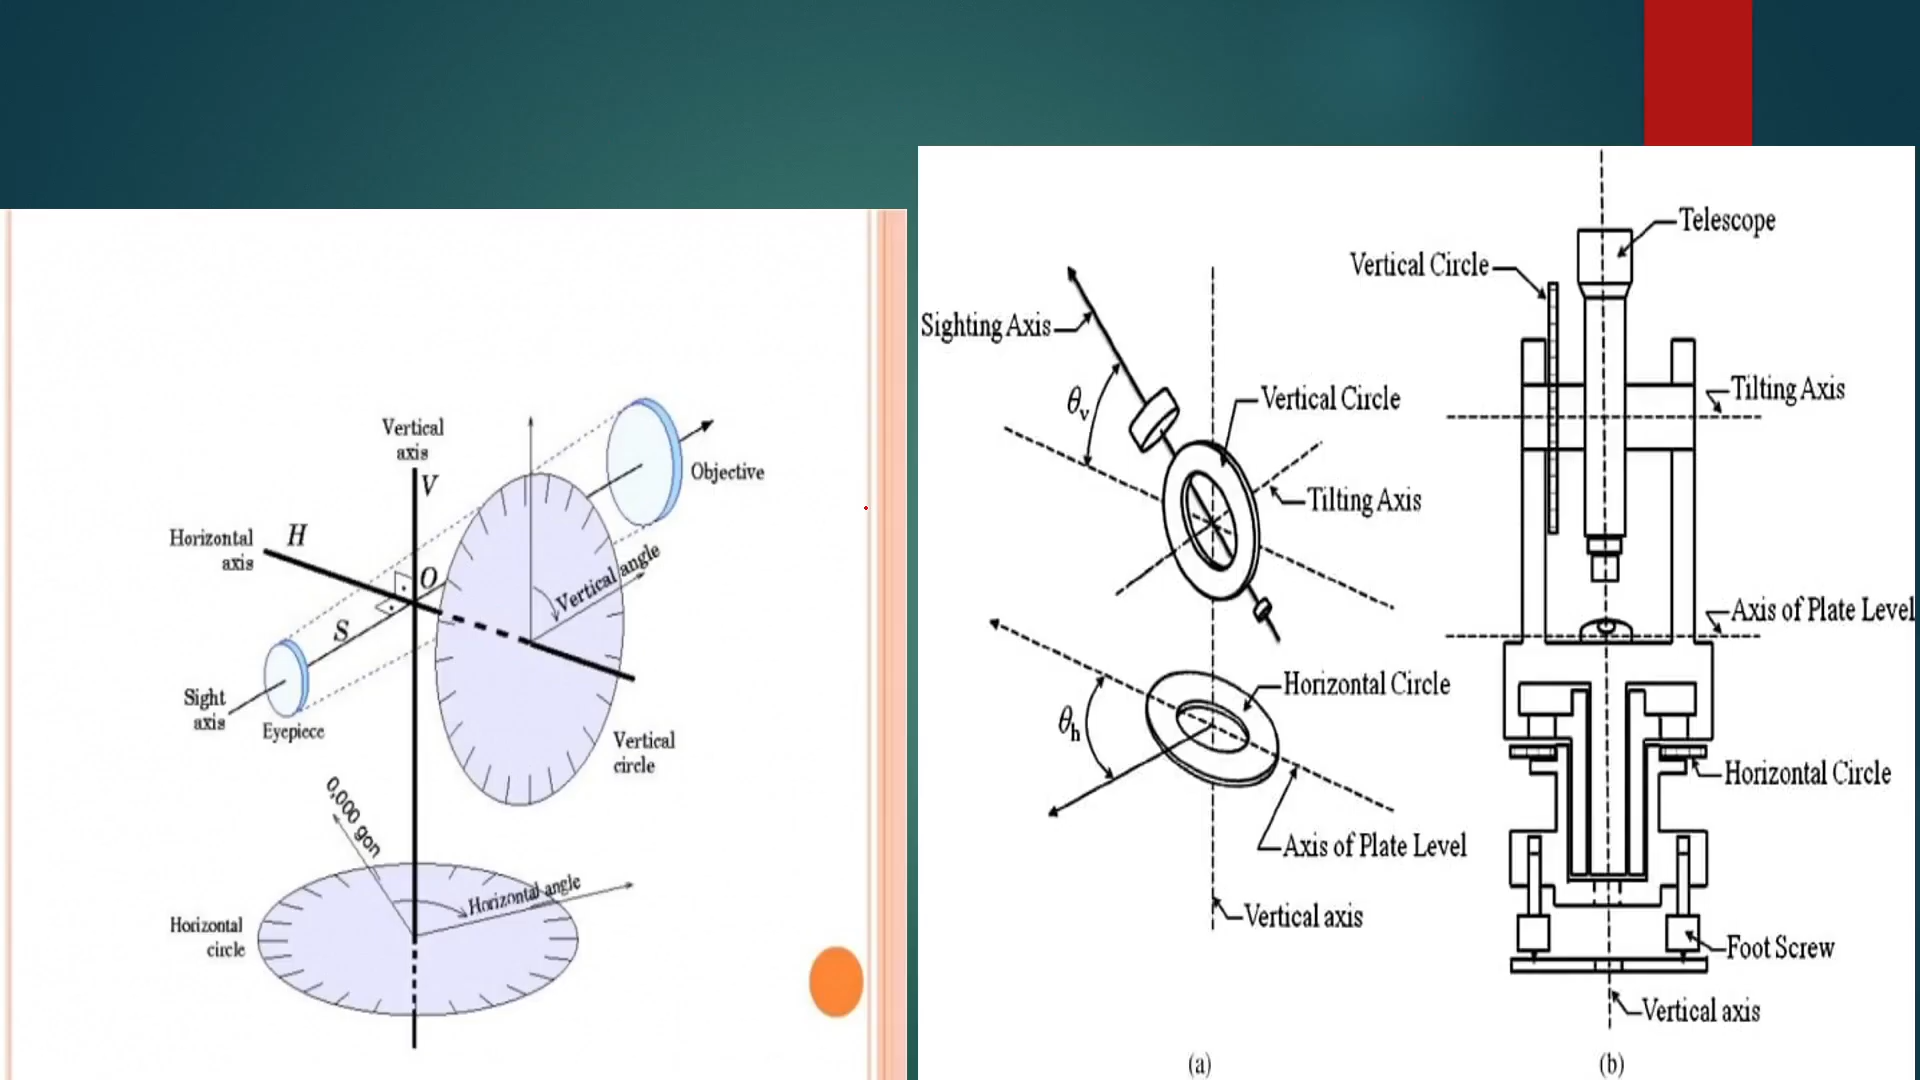 Vertical
axis
V
Horizontal
axis
H
O
S
Sight
axis
Eyepiece
Objective
Vertical angle
Vertical
circle
0,000 gon
Horizontal angle
Horizontal
circle
Sighting Axis
θv
Vertical Circle
Tilting Axis
θh
Horizontal Circle
Axis of Plate Level
Vertical axis
(a)
Telescope
Vertical Circle
Tilting Axis
Axis of Plate Level
Horizontal Circle
Foot Screw
Vertical axis
(b)